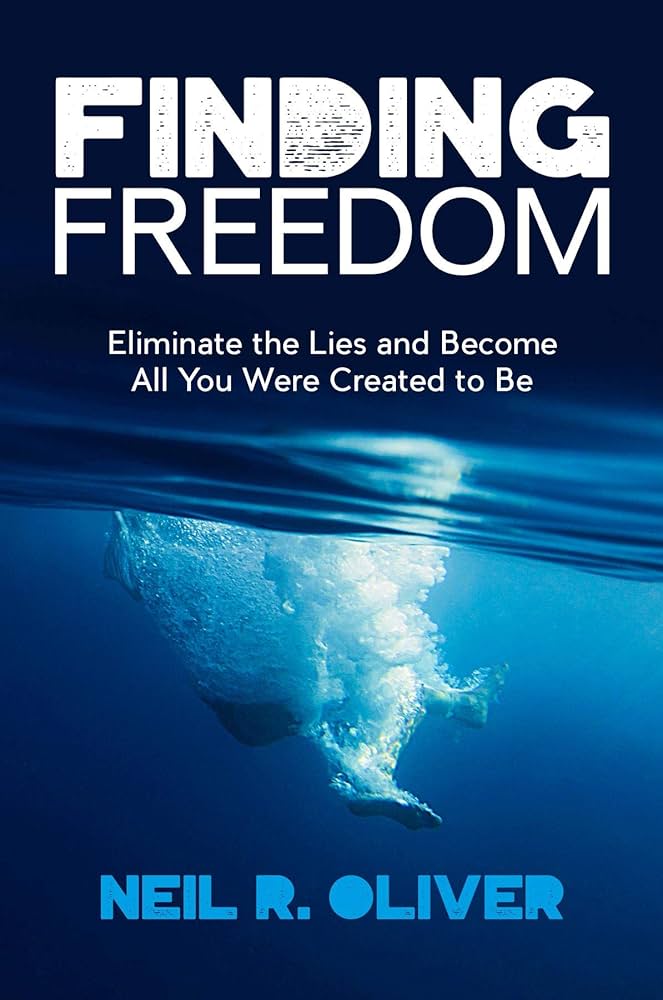 FINDING
FREEDOM
Eliminate the Lies and Become
All You Were Created to Be
NEIL R. OLIVER